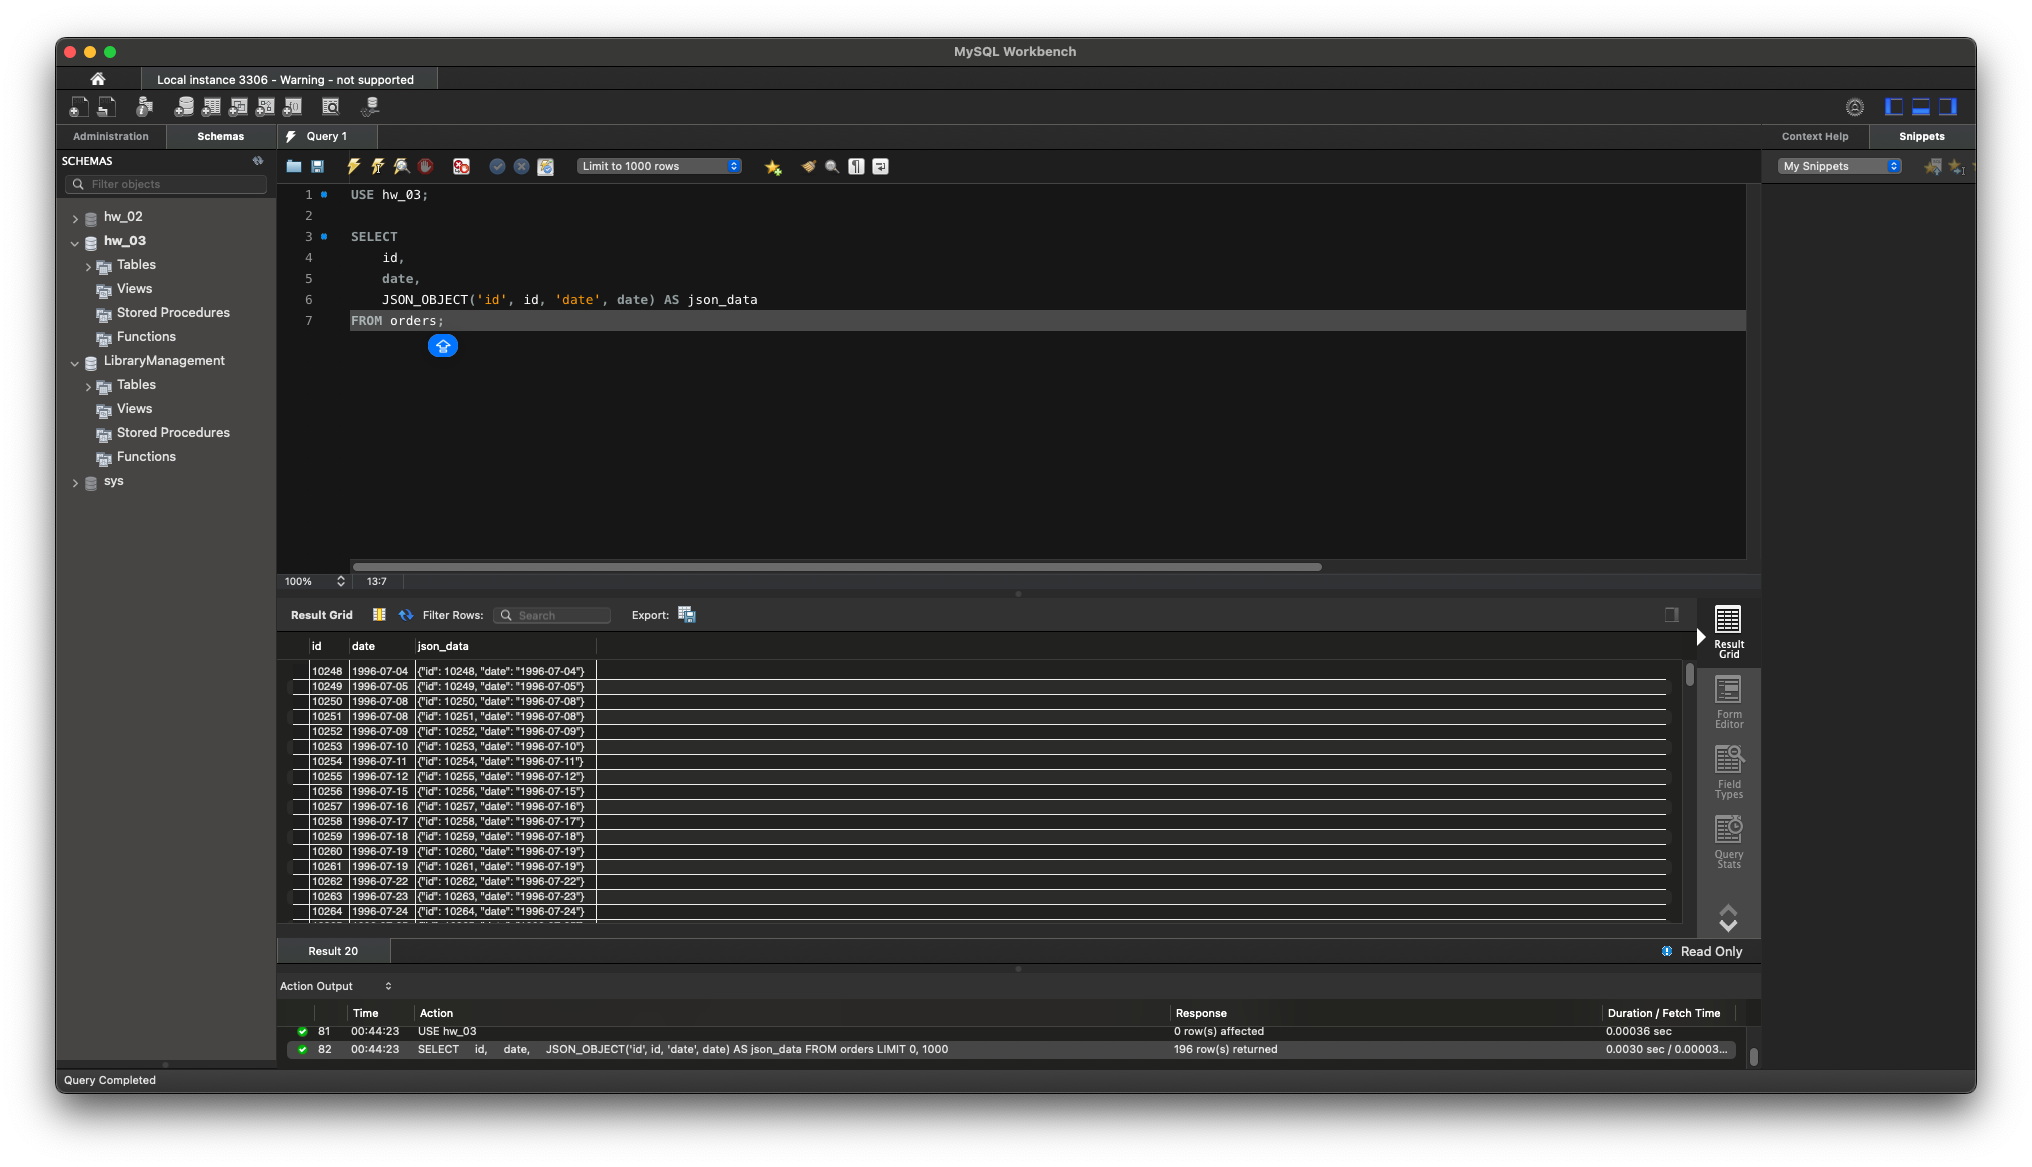 MySQL Workbench
Local instance 3306 - Warning - not supported
Administration
Schemas
Query 1
Context Help
Snippets
SCHEMAS
Filter objects
Limit to 1000 rows
My Snippets
hw_02
hw_03
Tables
Views
Stored Procedures
Functions
LibraryManagement
Tables
Views
Stored Procedures
Functions
sys
1 USE hw_03;
2
3 SELECT
4 id,
5 date,
6 JSON_OBJECT('id', id, 'date', date) AS json_data
7 FROM orders;
100% 13:7
Result Grid Filter Rows: Search Export:
id date json_data
10248 1996-07-04 {"id": 10248, "date": "1996-07-04"}
10249 1996-07-05 {"id": 10249, "date": "1996-07-05"}
10250 1996-07-08 {"id": 10250, "date": "1996-07-08"}
10251 1996-07-08 {"id": 10251, "date": "1996-07-08"}
10252 1996-07-09 {"id": 10252, "date": "1996-07-09"}
10253 1996-07-10 {"id": 10253, "date": "1996-07-10"}
10254 1996-07-11 {"id": 10254, "date": "1996-07-11"}
10255 1996-07-12 {"id": 10255, "date": "1996-07-12"}
10256 1996-07-15 {"id": 10256, "date": "1996-07-15"}
10257 1996-07-16 {"id": 10257, "date": "1996-07-16"}
10258 1996-07-17 {"id": 10258, "date": "1996-07-17"}
10259 1996-07-18 {"id": 10259, "date": "1996-07-18"}
10260 1996-07-19 {"id": 10260, "date": "1996-07-19"}
10261 1996-07-19 {"id": 10261, "date": "1996-07-19"}
10262 1996-07-22 {"id": 10262, "date": "1996-07-22"}
10263 1996-07-23 {"id": 10263, "date": "1996-07-23"}
10264 1996-07-24 {"id": 10264, "date": "1996-07-24"}
Result
Grid
Form
Editor
Field
Types
Query
Stats
Result 20
Read Only
Action Output
Time Action Response Duration / Fetch Time
81 00:44:23 USE hw_03 0 row(s) affected 0.00036 sec
82 00:44:23 SELECT id, date, JSON_OBJECT('id', id, 'date', date) AS json_data FROM orders LIMIT 0, 1000 196 row(s) returned 0.0030 sec / 0.00003...
Query Completed